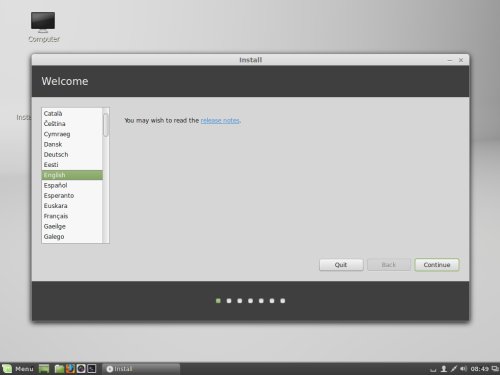 Computer
Install
Welcome
Català
Čeština
Cymraeg
Dansk
Deutsch
Eesti
English
Español
Esperanto
Euskara
Français
Gaeilge
Galego
You may wish to read the release notes.
Quit
Back
Continue
Menu
Install
08:49